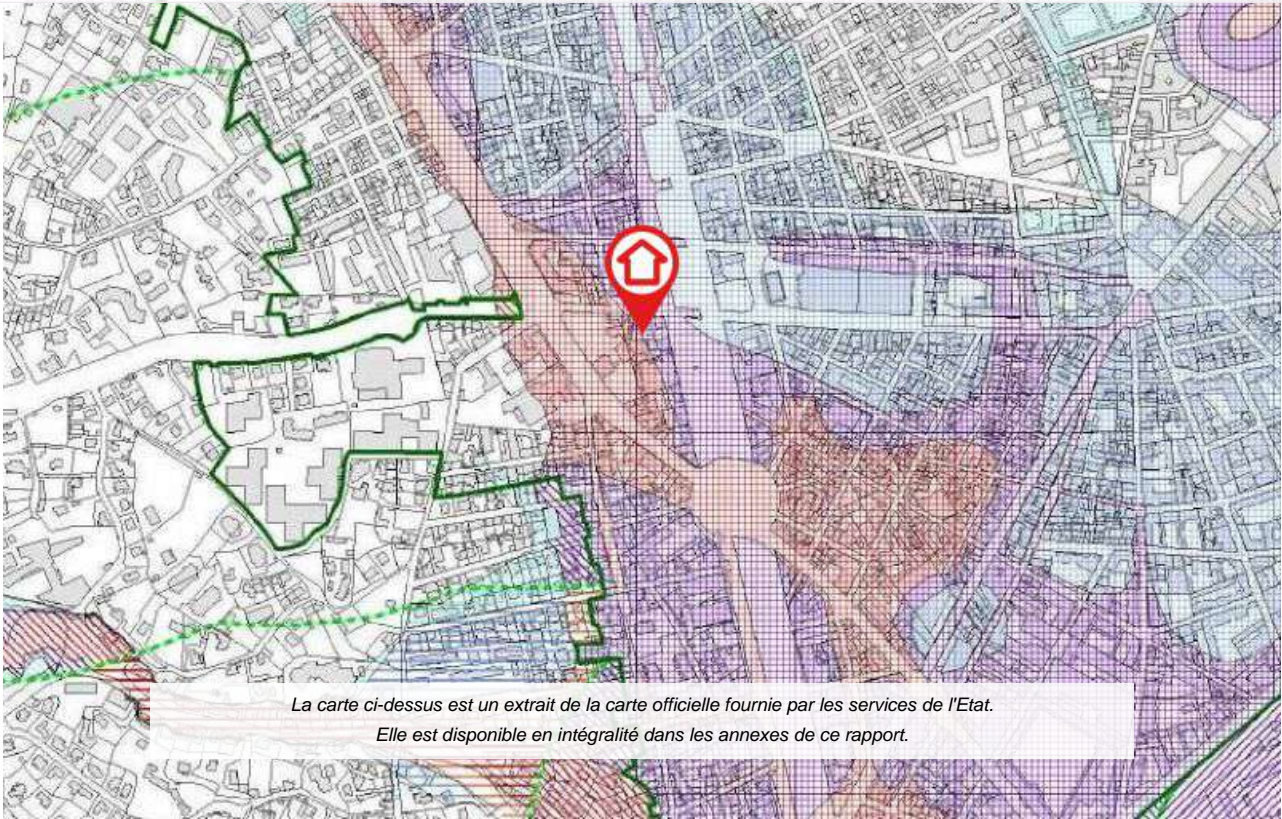 La carte ci-dessus est un extrait de la carte officielle fournie par les services de l'Etat.
Elle est disponible en intégralité dans les annexes de ce rapport.